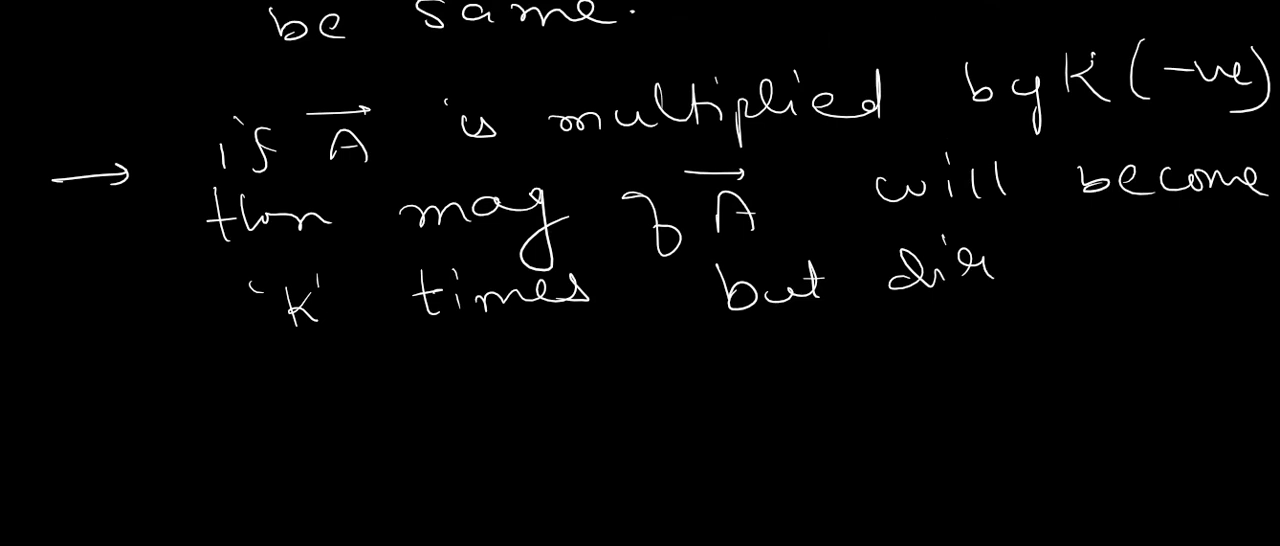 be same.
→ if A⃗ is multiplied by K (-ve)
then mag of A⃗ will become
'K' times but dir